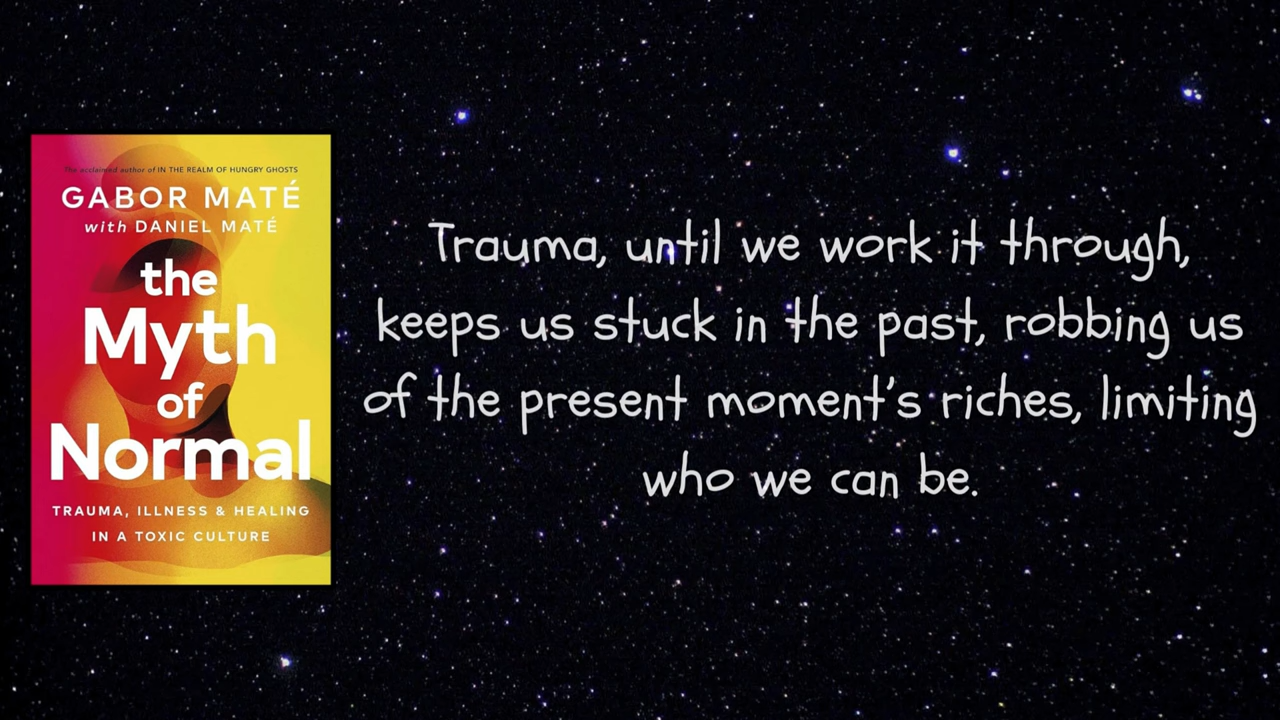 The acclaimed author of IN THE REALM OF HUNGRY GHOSTS
GABOR MATÉ
with DANIEL MATÉ
the
Myth
of
Normal
TRAUMA, ILLNESS & HEALING
IN A TOXIC CULTURE
Trauma, until we work it through,
keeps us stuck in the past, robbing us
of the present moment's riches, limiting
who we can be.